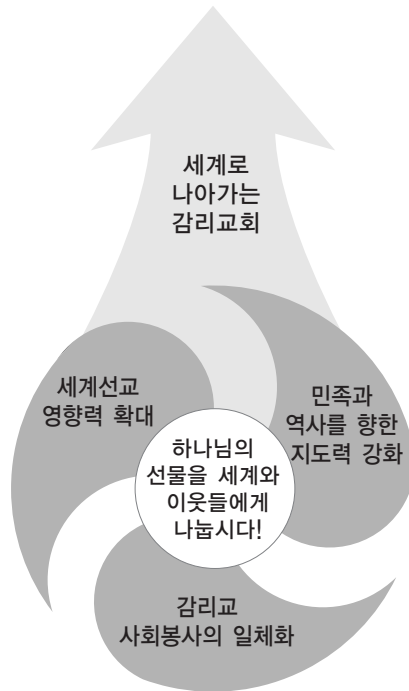 세계로
나아가는
감리교회
세계선교
영향력 확대
민족과
역사를 향한
지도력 강화
하나님의
선물을 세계와
이웃들에게
나눕시다!
감리교
사회봉사의 일체화